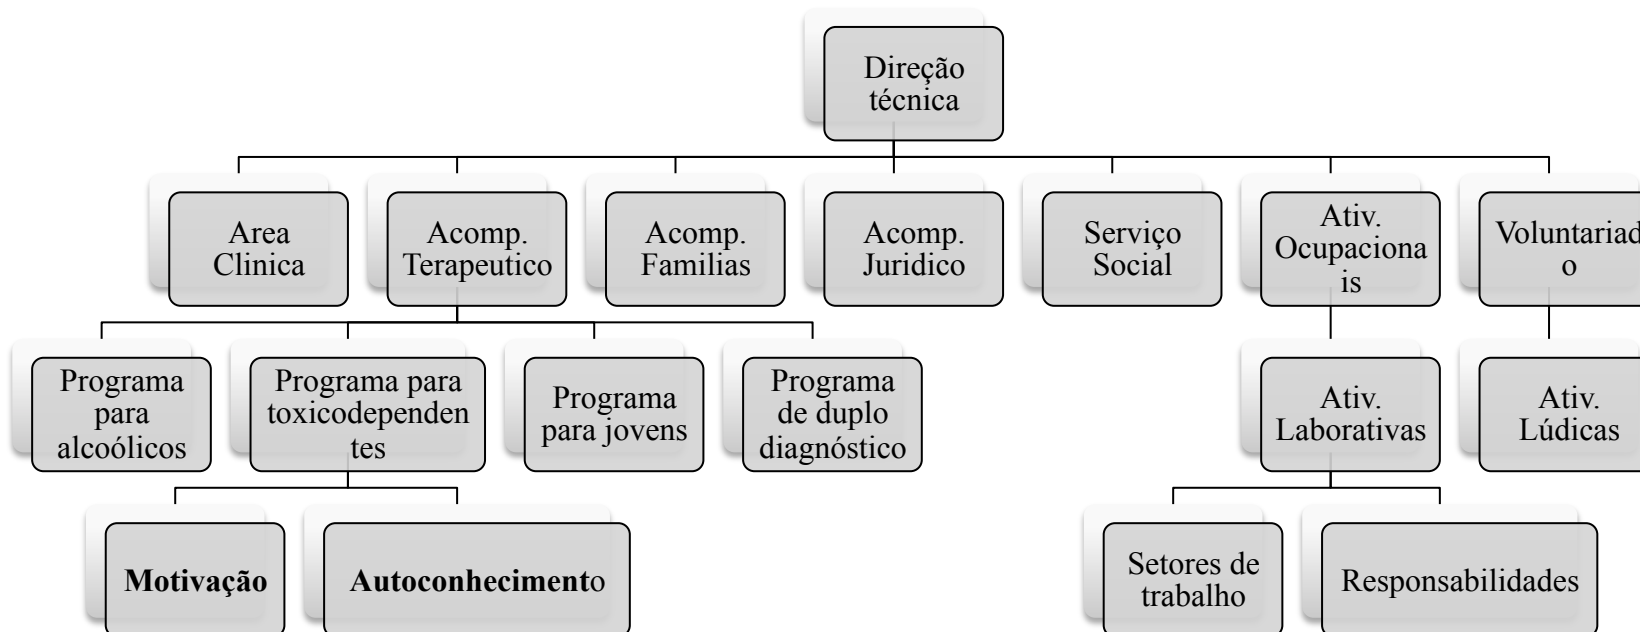 Direção
técnica
Area
Clinica
Acomp.
Terapeutico
Acomp.
Familias
Acomp.
Juridico
Serviço
Social
Ativ.
Ocupaciona
is
Voluntariad
o
Programa
para
alcoólicos
Programa para
toxicodependen
tes
Programa
para jovens
Programa
de duplo
diagnóstico
Ativ.
Laborativas
Ativ.
Lúdicas
Motivação
Autoconhecimento
Setores de
trabalho
Responsabilidades